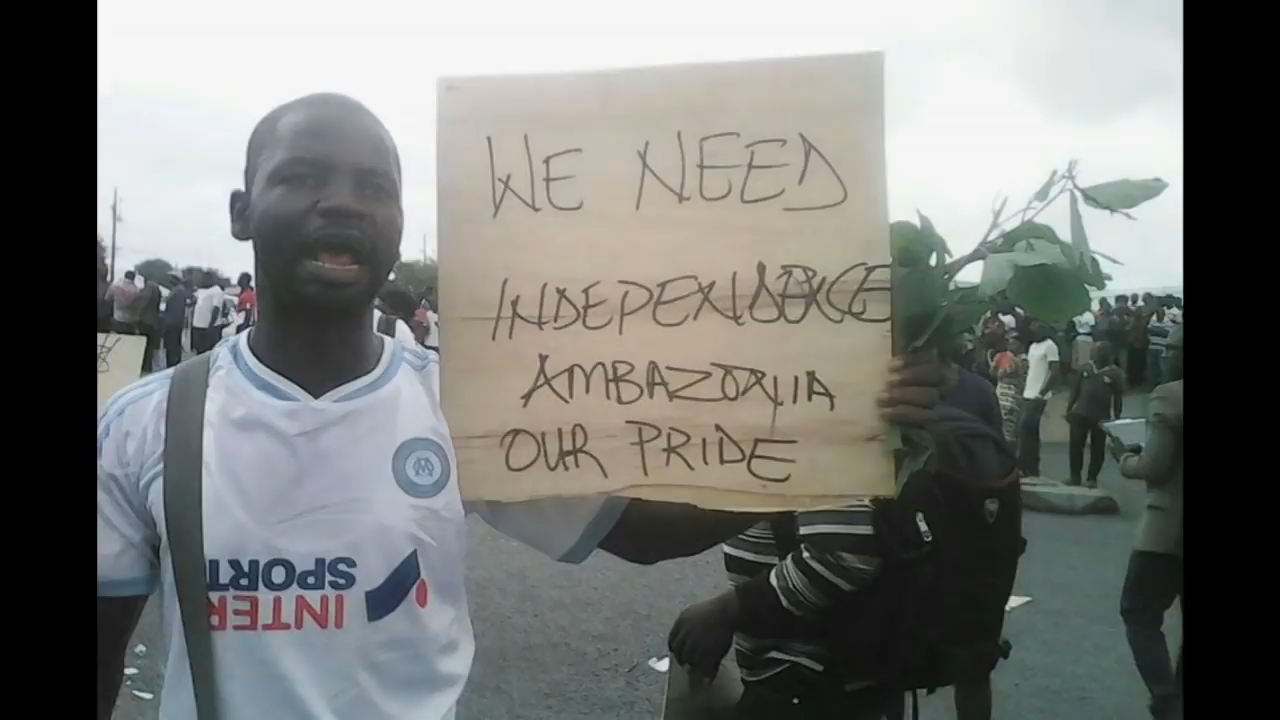 WE NEED
INDEPENDENCE
AMBAZONIA
OUR PRIDE
INTER
SPORT